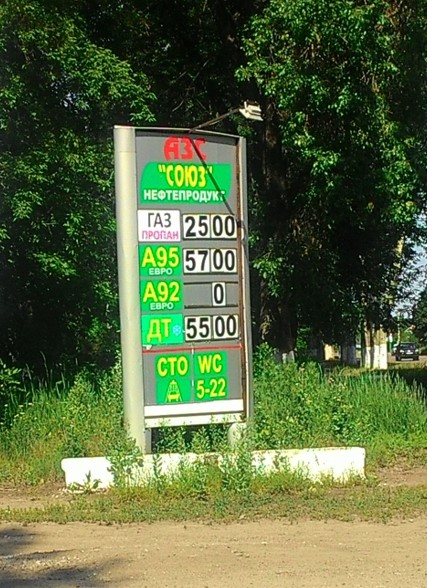 АЗС
"СОЮЗ"
НЕФТЕПРОДУКТ
ГАЗ
ПРОПАН
25 00
А95
ЕВРО
57 00
А92
ЕВРО
0
ДТ
55 00
СТО WC
5-22